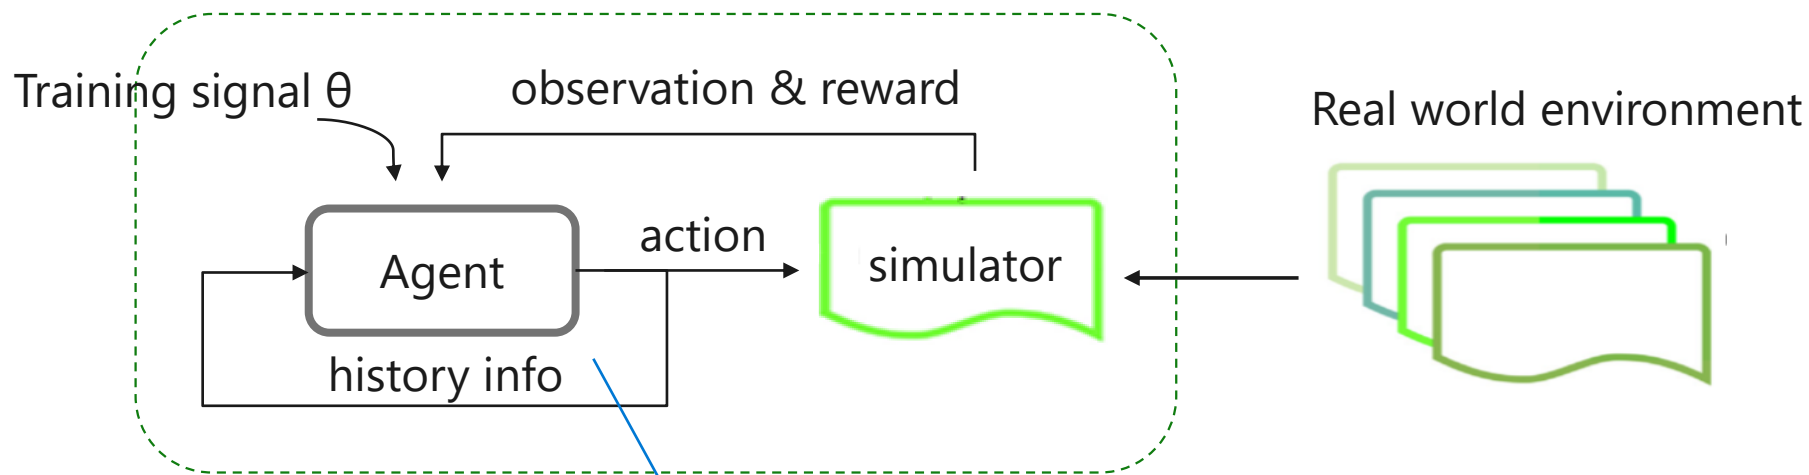 Training signal θ
observation & reward
Real world environment
action
Agent
simulator
history info